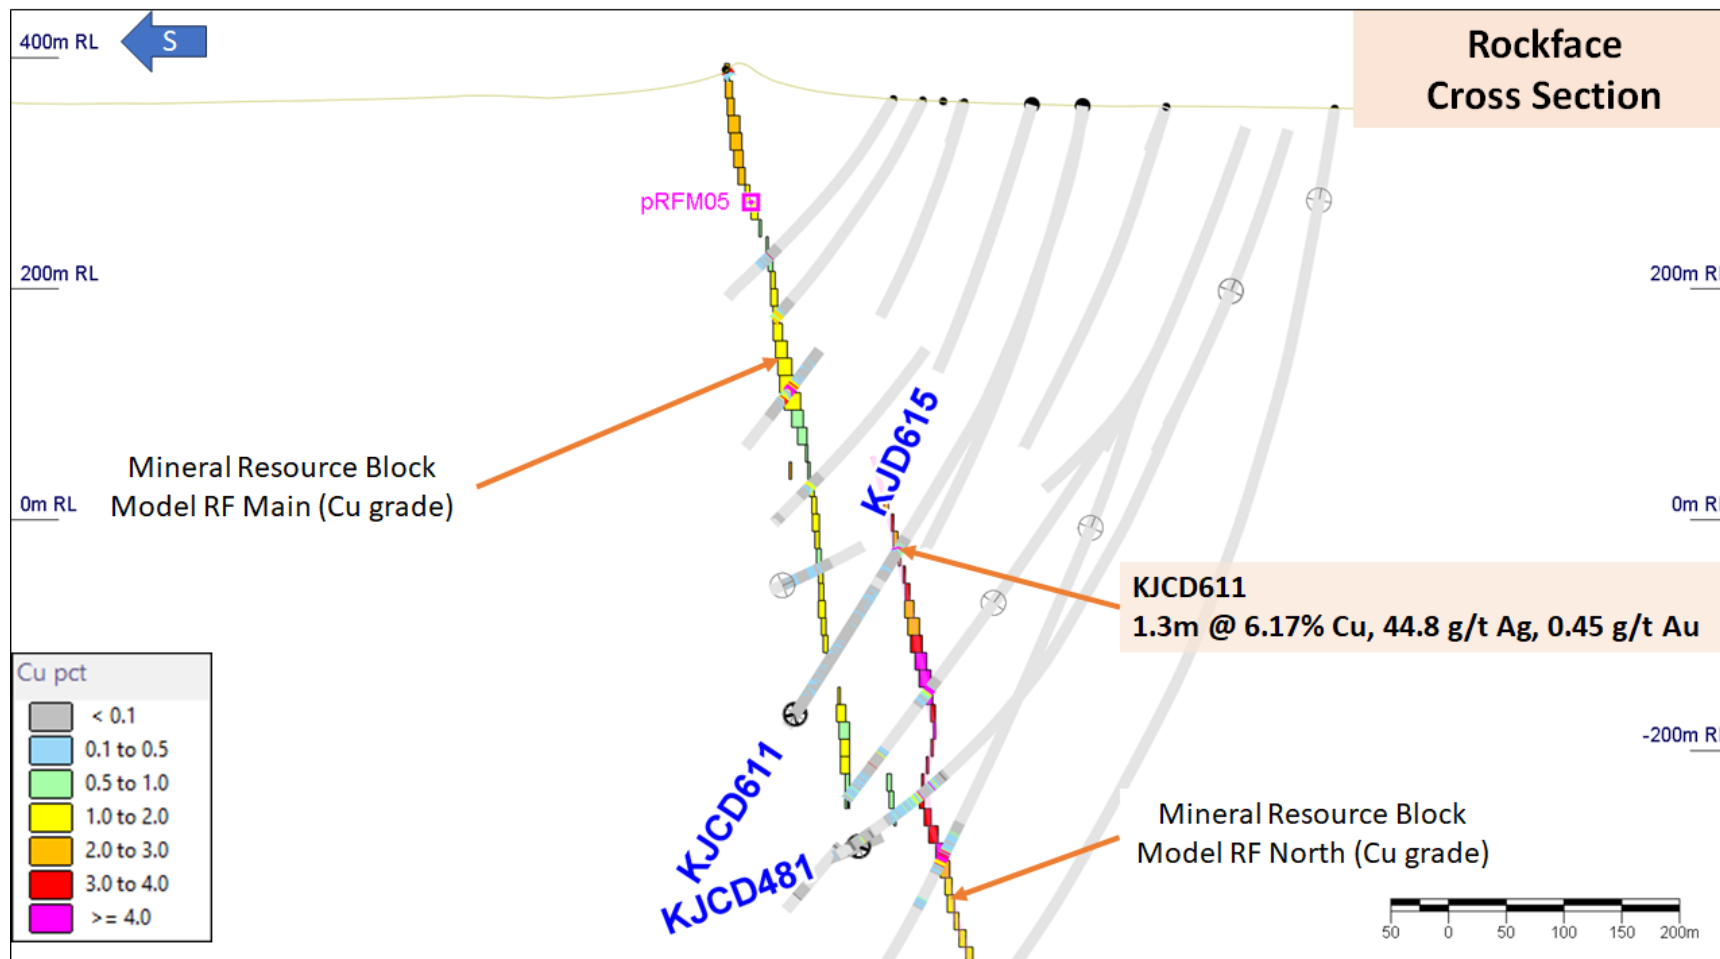 400m RL
S
Rockface
Cross Section
pRFM05
200m RL
200m RL
KJD615
Mineral Resource Block
Model RF Main (Cu grade)
0m RL
0m RL
KJCD611
1.3m @ 6.17% Cu, 44.8 g/t Ag, 0.45 g/t Au
Cu pct
< 0.1
0.1 to 0.5
0.5 to 1.0
1.0 to 2.0
2.0 to 3.0
3.0 to 4.0
>= 4.0
-200m RL
KJCD611
KJCD481
Mineral Resource Block
Model RF North (Cu grade)
50 0 50 100 150 200m